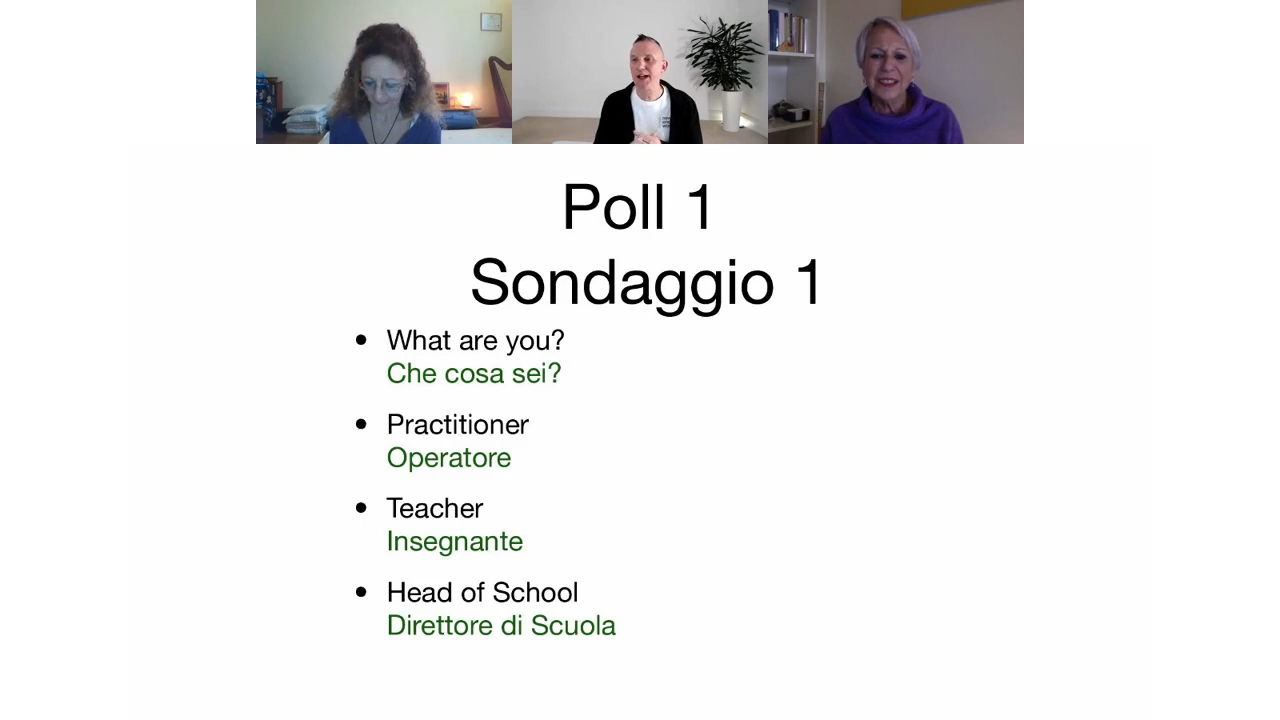 Poll 1
Sondaggio 1
• What are you?
Che cosa sei?
• Practitioner
Operatore
• Teacher
Insegnante
• Head of School
Direttore di Scuola